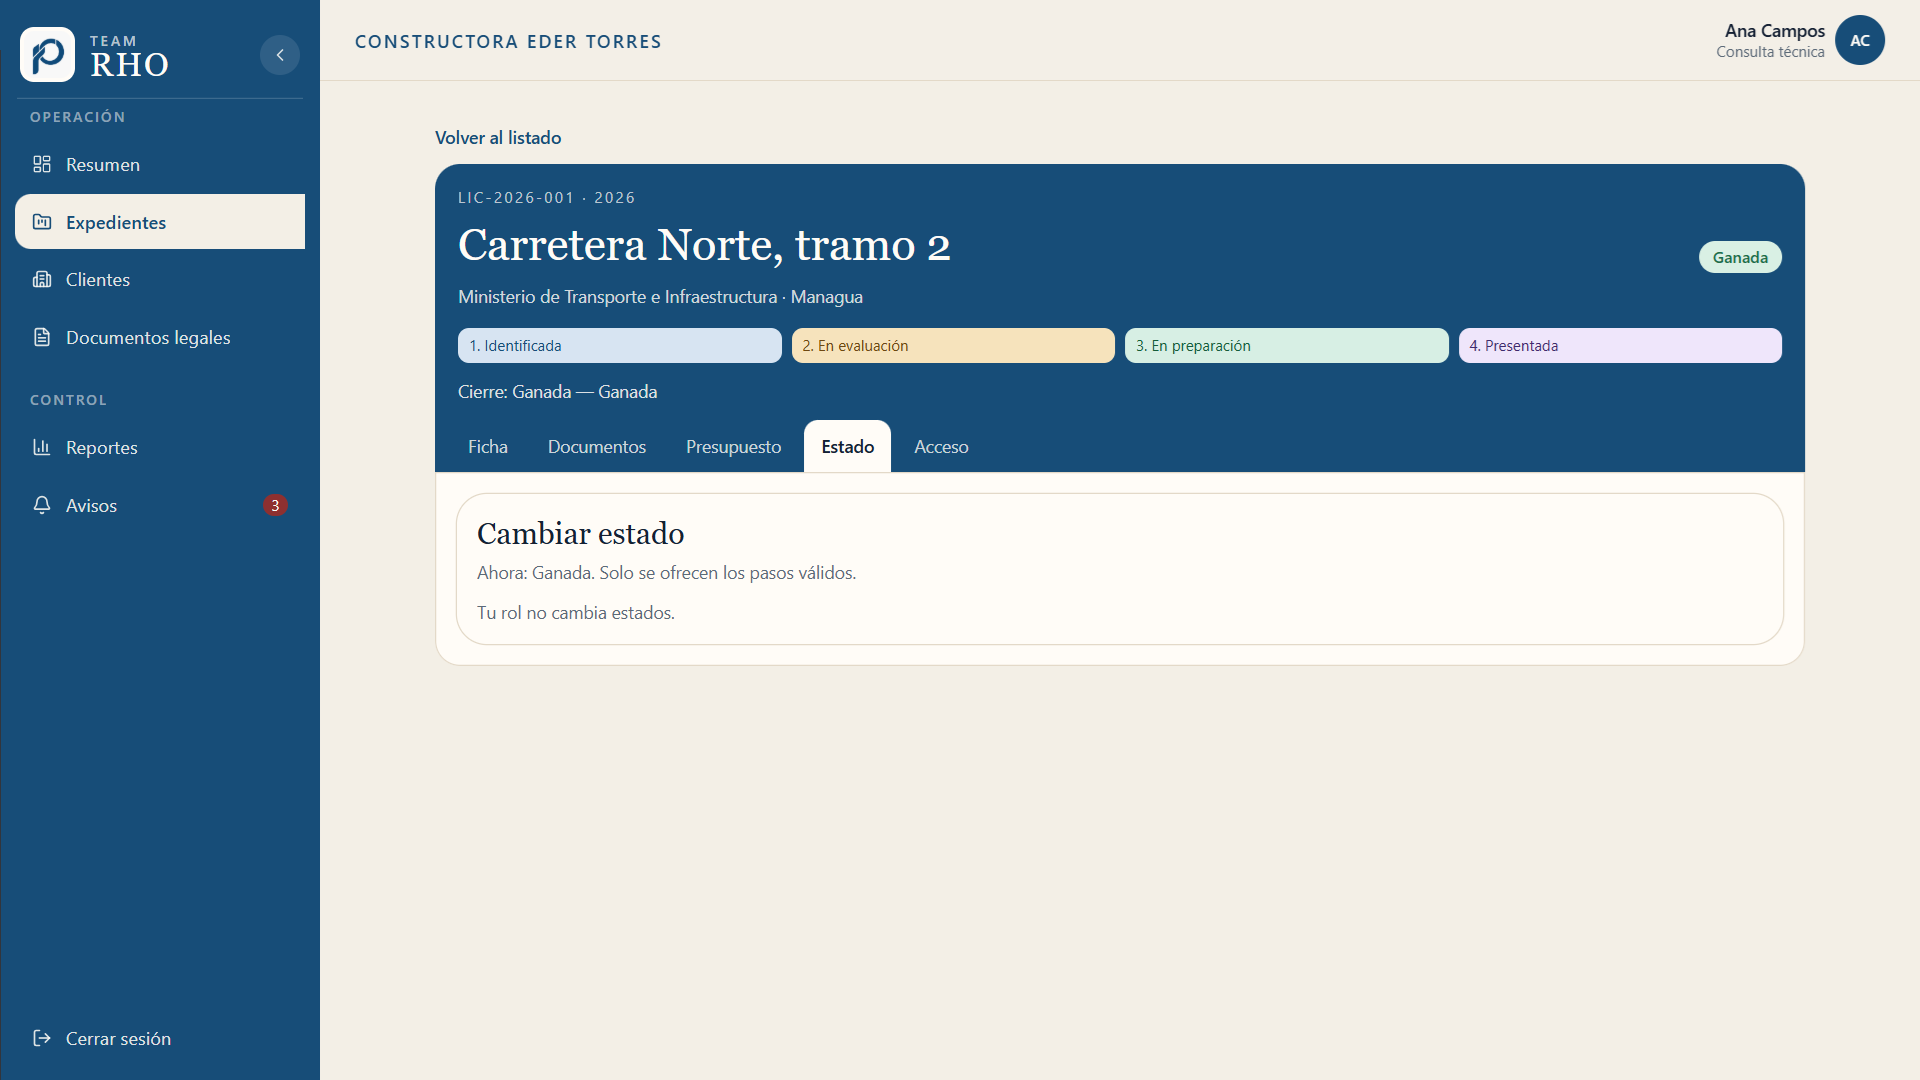 TEAM
RHO
OPERACIÓN
Resumen
Expedientes
Clientes
Documentos legales
CONTROL
Reportes
Avisos
3
Cerrar sesión
CONSTRUCTORA EDER TORRES
Ana Campos
Consulta técnica
AC
Volver al listado
LIC-2026-001 · 2026
Carretera Norte, tramo 2
Ganada
Ministerio de Transporte e Infraestructura · Managua
1. Identificada
2. En evaluación
3. En preparación
4. Presentada
Cierre: Ganada — Ganada
Ficha
Documentos
Presupuesto
Estado
Acceso
Cambiar estado
Ahora: Ganada. Solo se ofrecen los pasos válidos.
Tu rol no cambia estados.